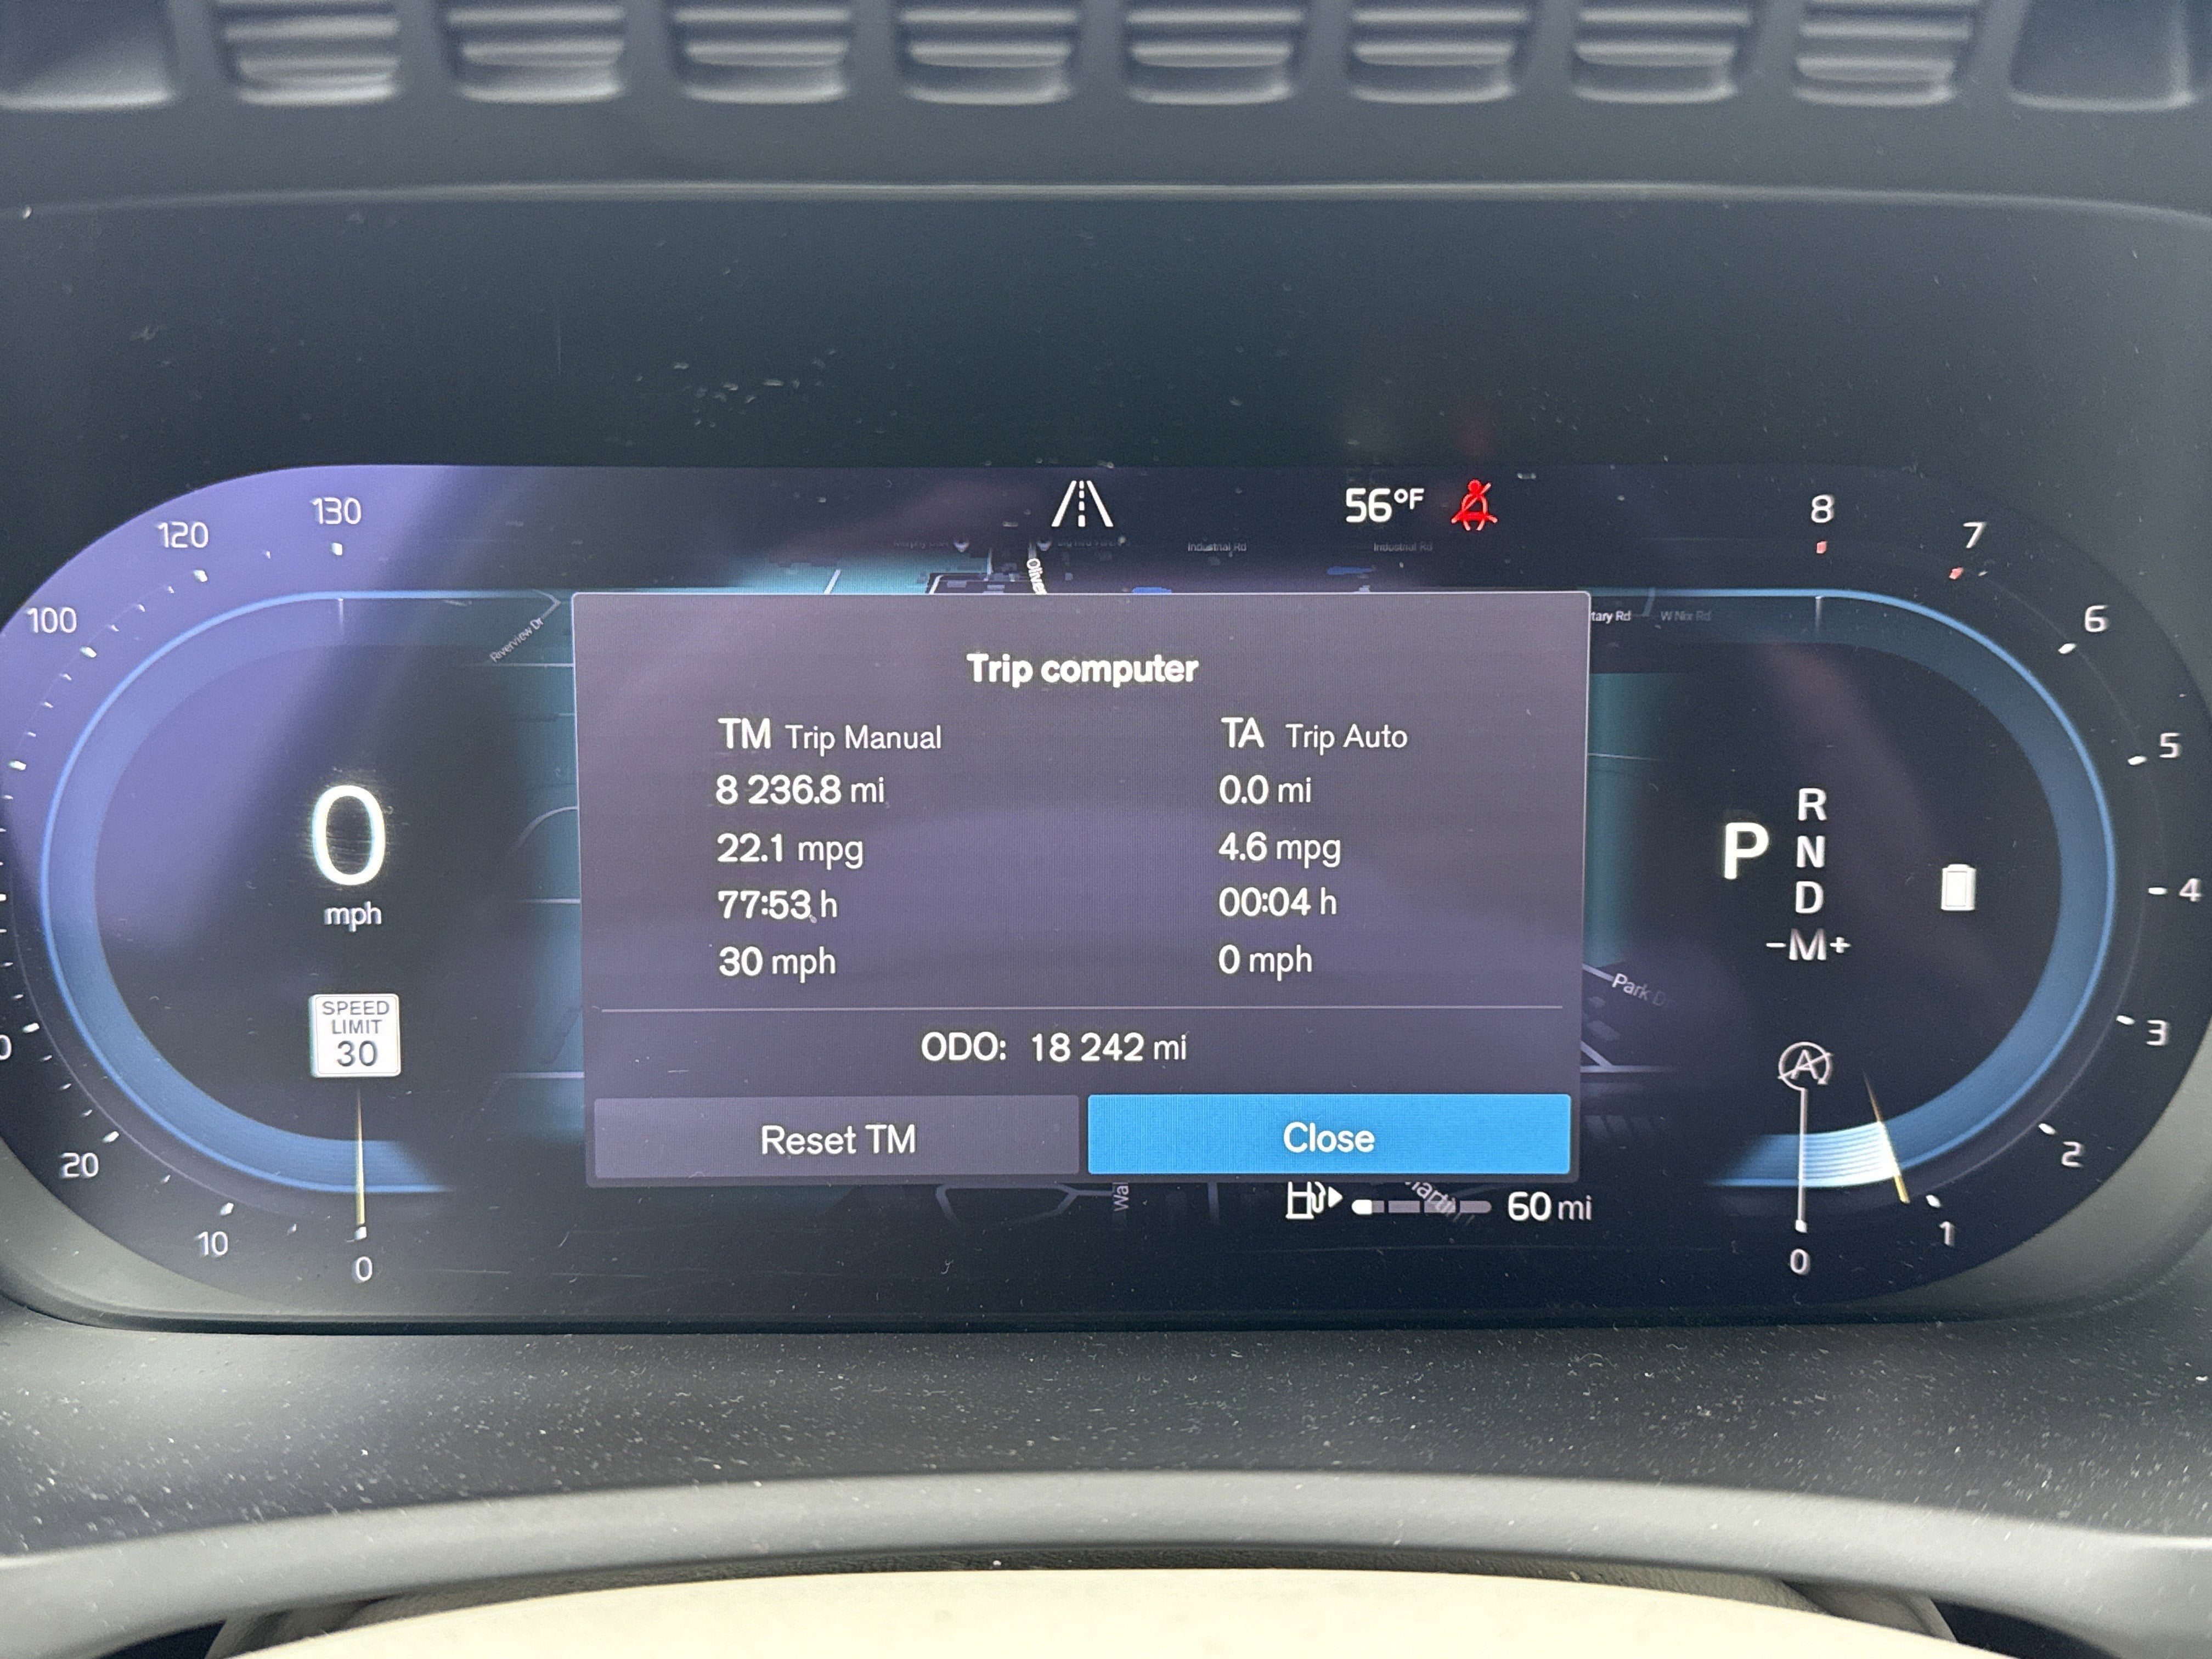 130
120
100
20
10
0
0
mph
SPEED
LIMIT
30
56°F
Industrial Rd
Industrial Rd
Riverview Dr
tary Rd
W Nix Rd
Trip computer
TM Trip Manual
8 236.8 mi
22.1 mpg
77:53 h
30 mph
TA Trip Auto
0.0 mi
4.6 mpg
00:04 h
0 mph
ODO: 18 242 mi
Reset TM
Close
60 mi
Park D
P
R
N
D
-M+
A
8
7
6
5
4
3
2
1
0